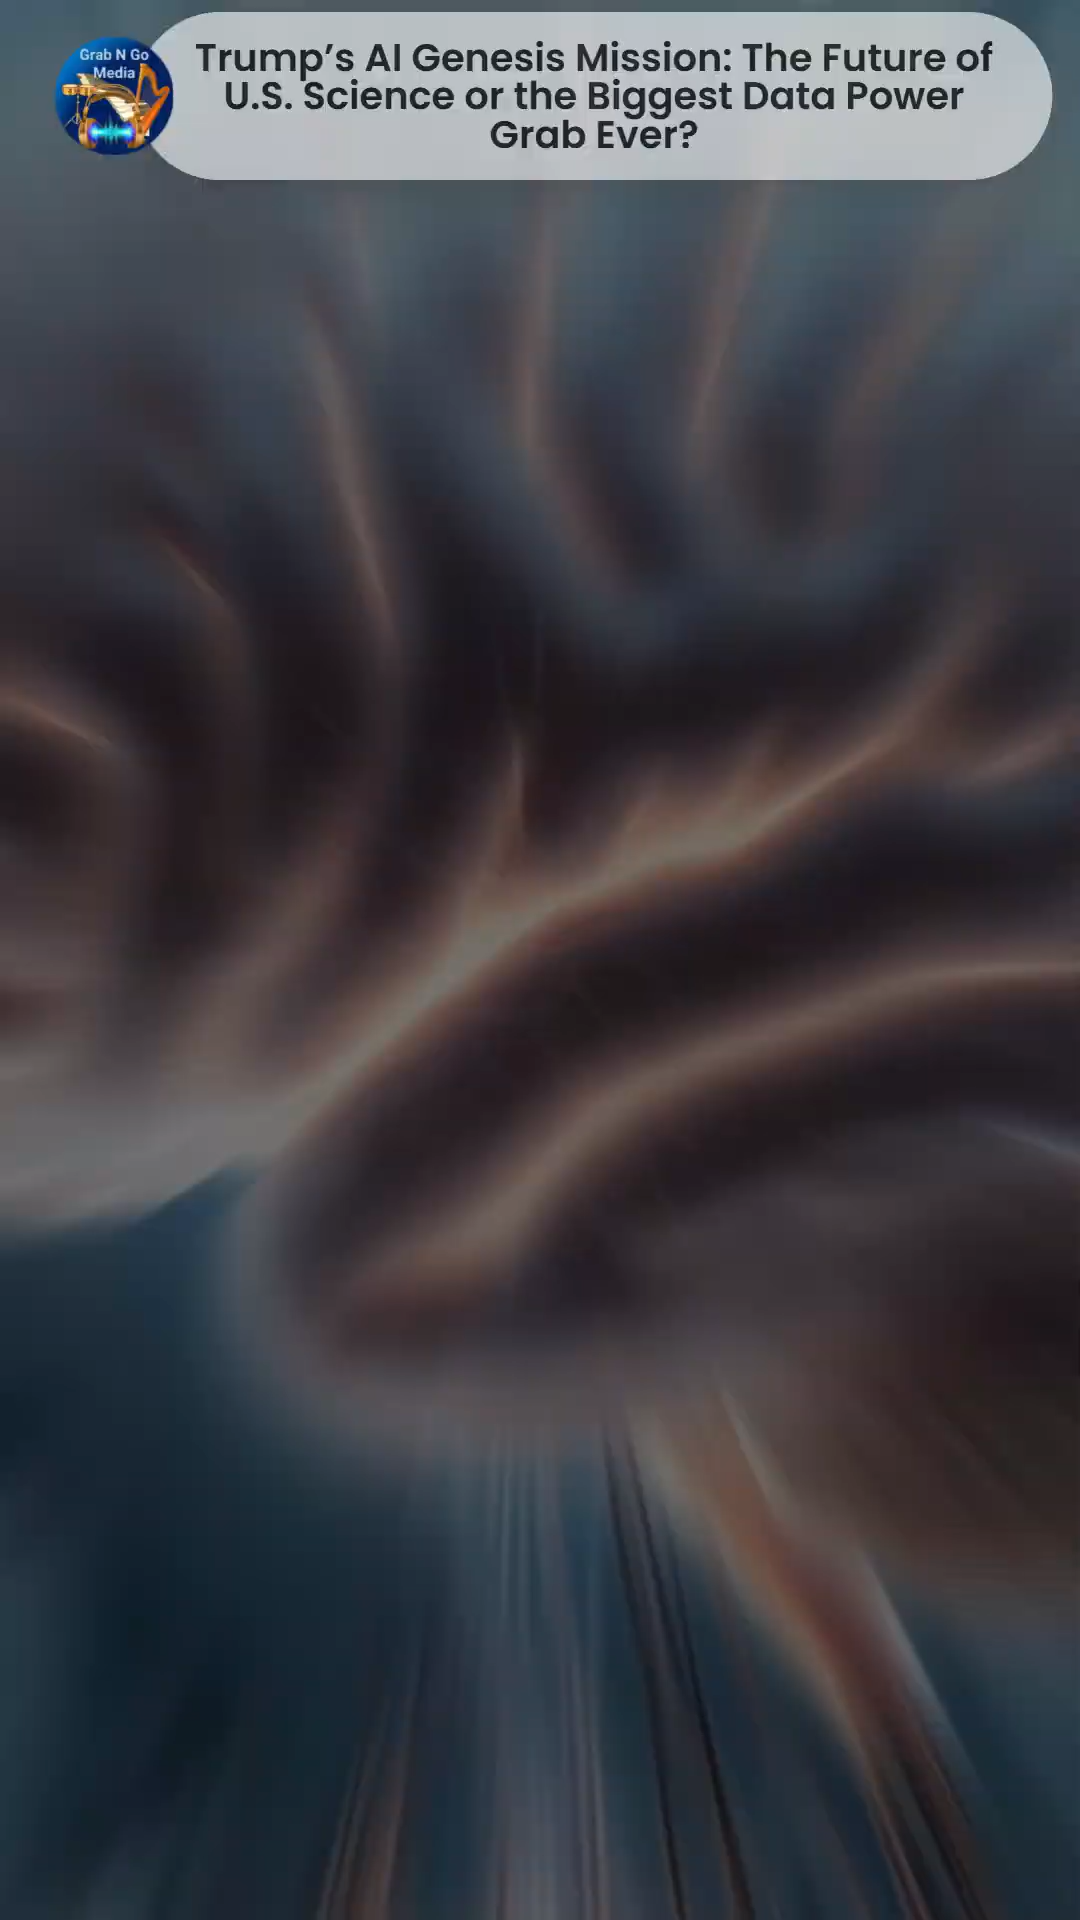 Grab N Go
Media
Trump’s AI Genesis Mission: The Future of
U.S. Science or the Biggest Data Power
Grab Ever?